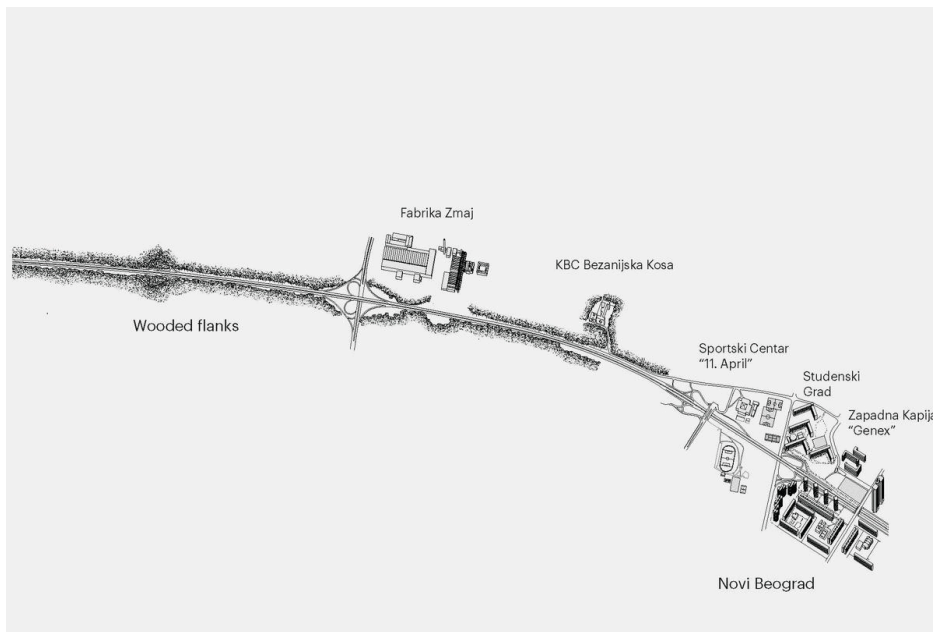 Fabrika Zmaj
KBC Bezanijska Kosa
Wooded flanks
Sportski Centar
“11. April”
Studenski
Grad
Zapadna Kapija
“Genex”
Novi Beograd